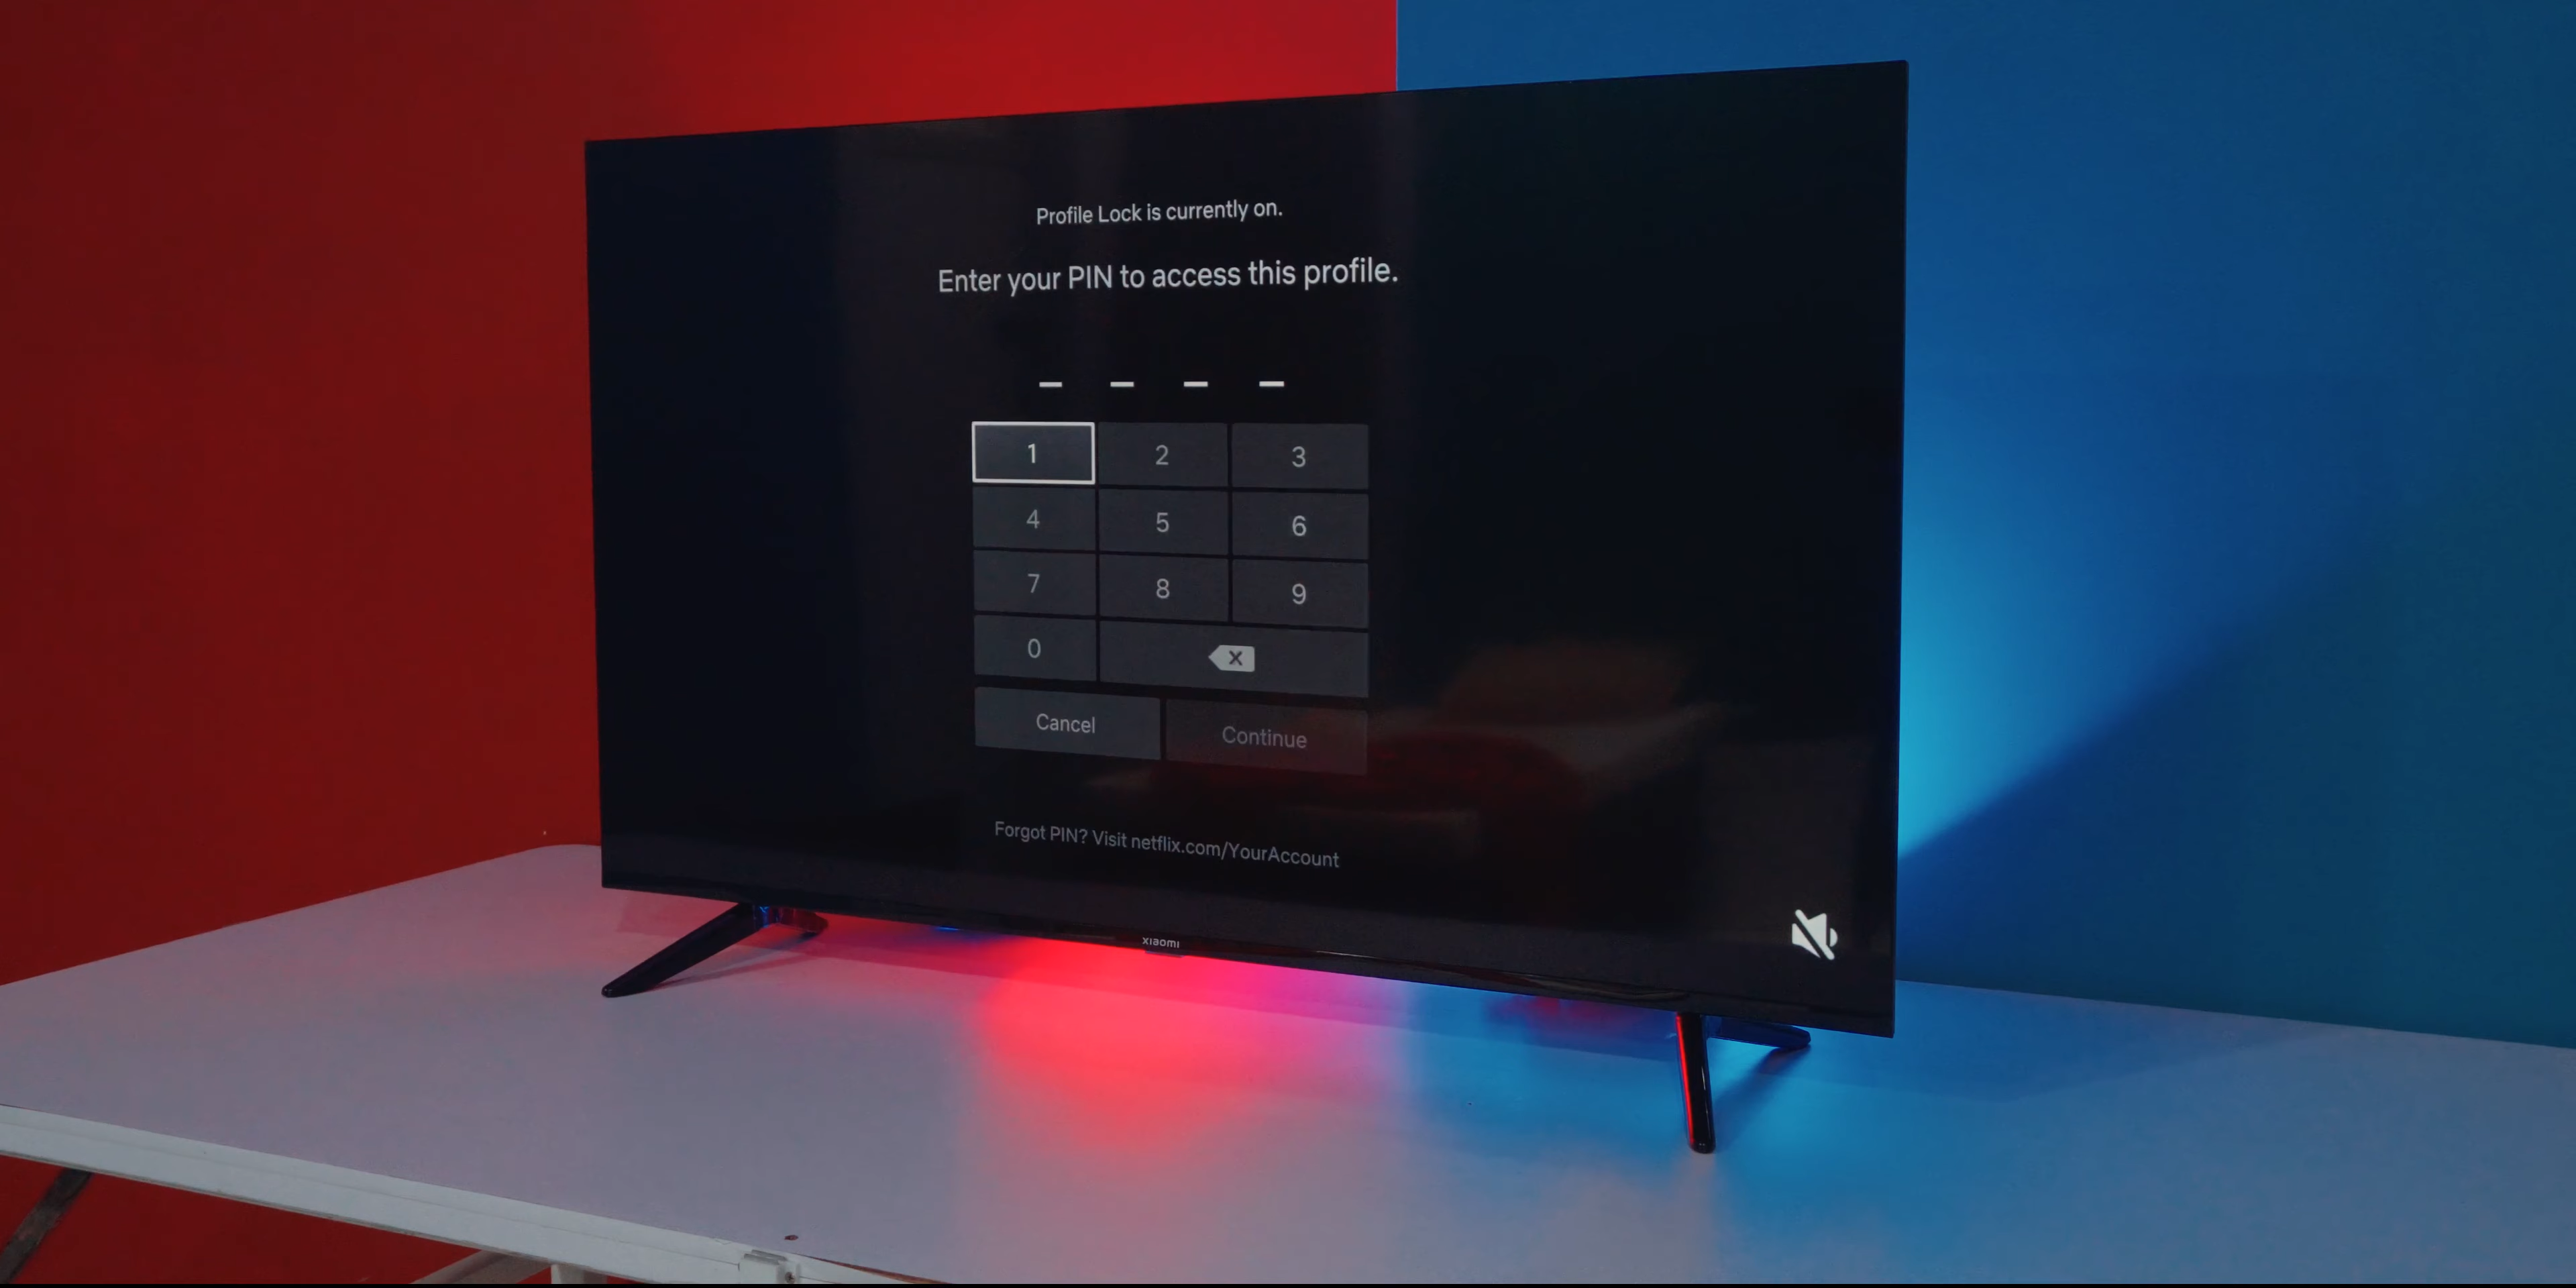 Profile Lock is currently on.
Enter your PIN to access this profile.
1 2 3
4 5 6
7 8 9
0
Cancel Continue
Forgot PIN? Visit netflix.com/YourAccount
xiaomi